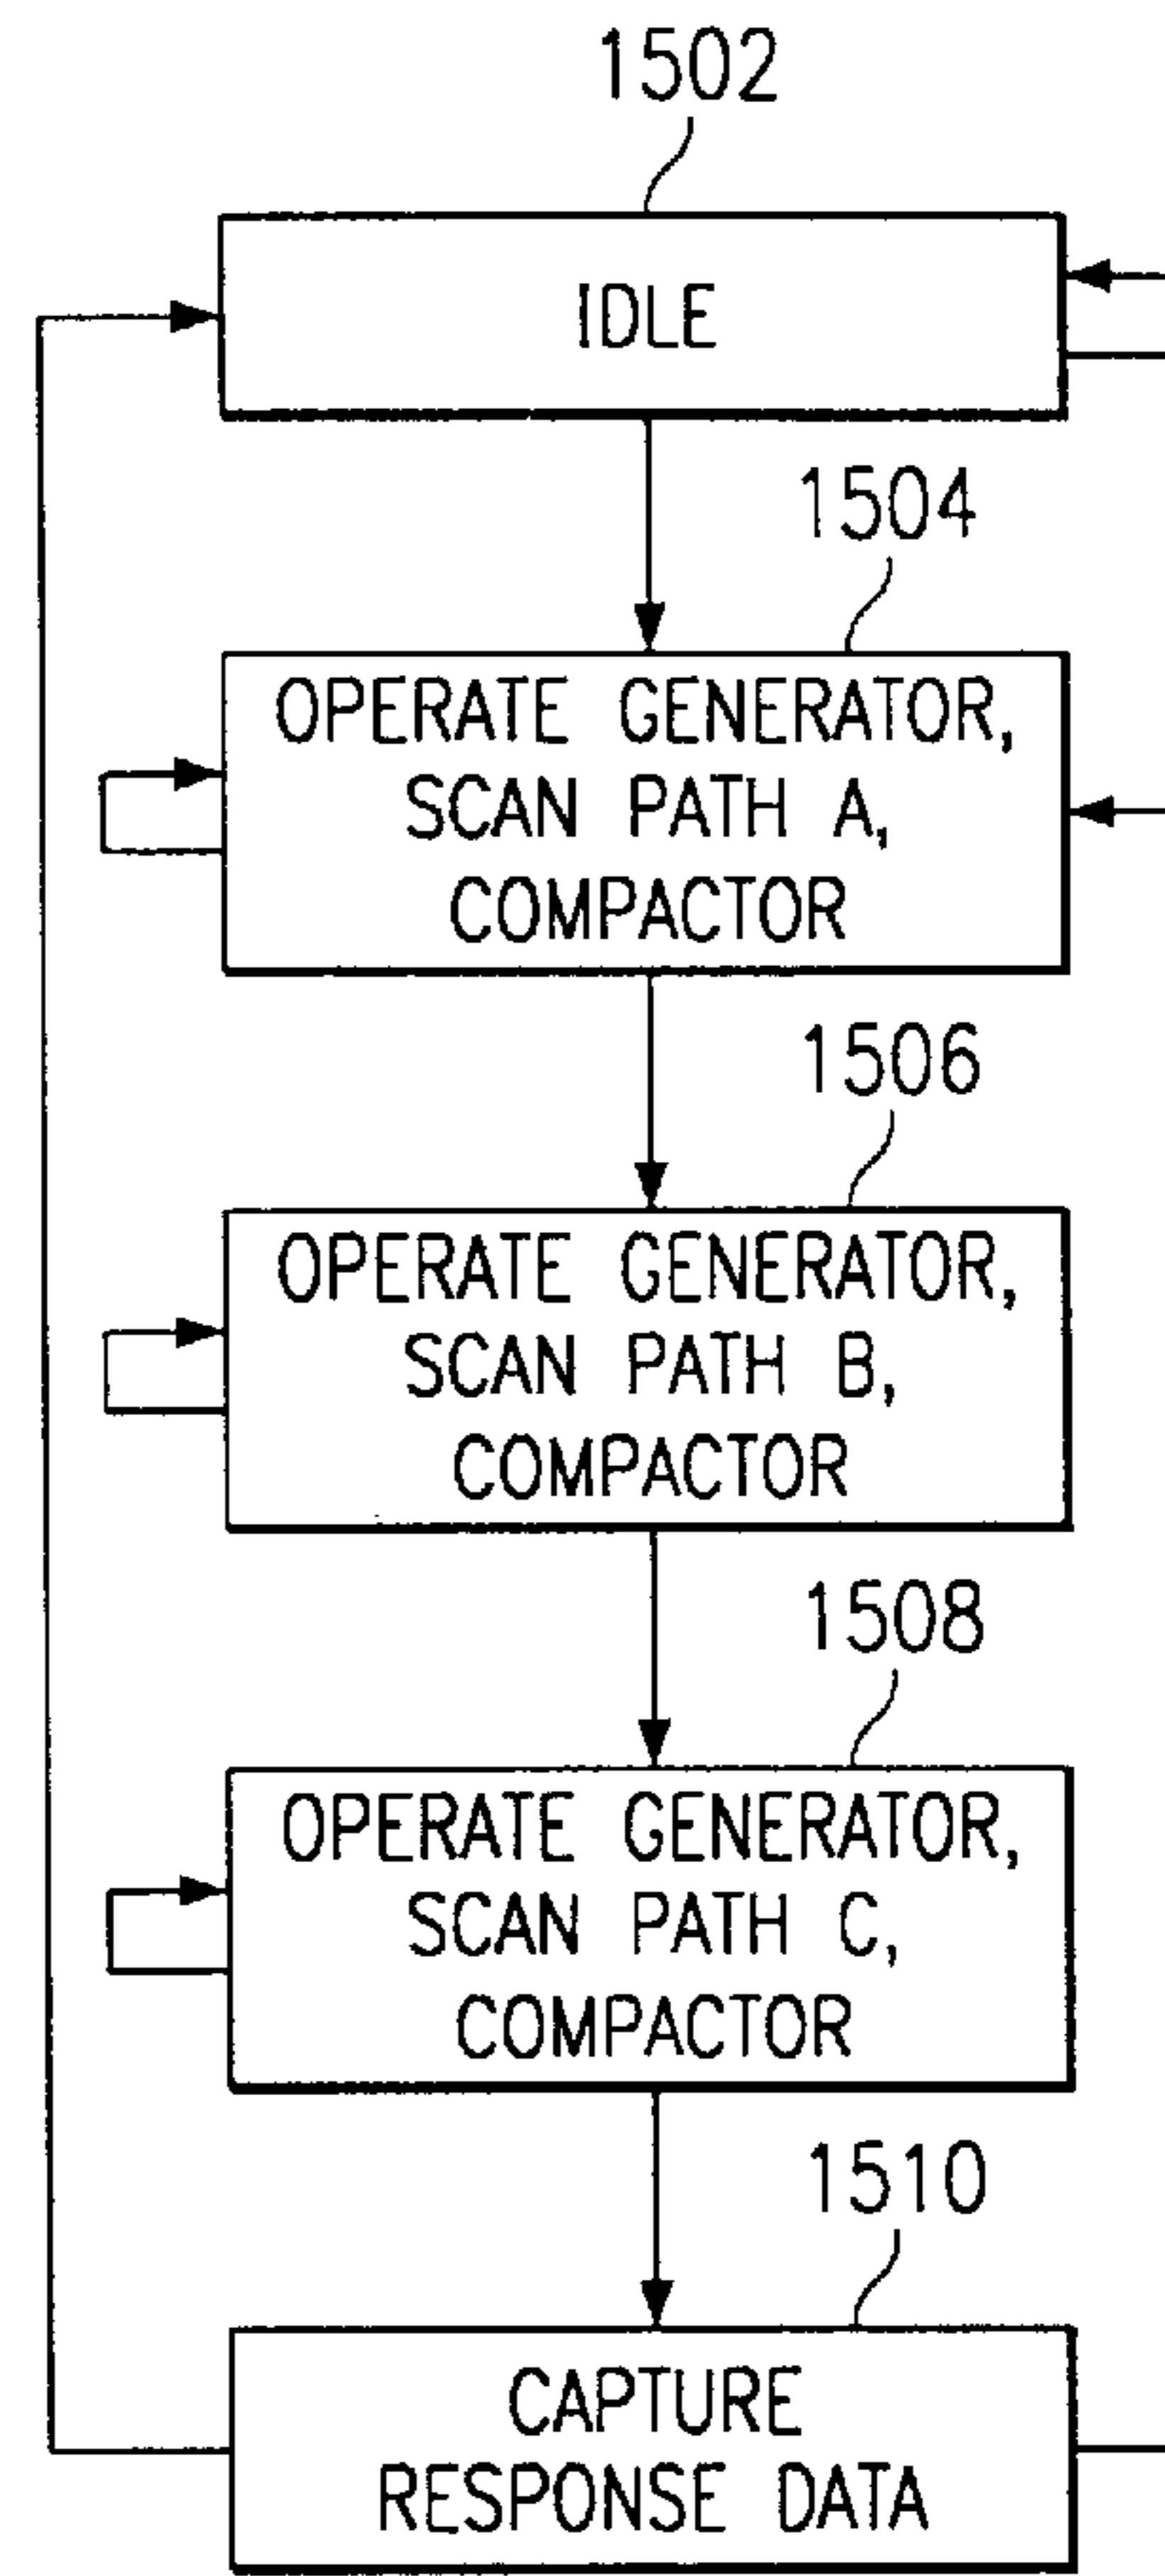 1502
IDLE
1504
OPERATE GENERATOR,
SCAN PATH A,
COMPACTOR
1506
OPERATE GENERATOR,
SCAN PATH B,
COMPACTOR
1508
OPERATE GENERATOR,
SCAN PATH C,
COMPACTOR
1510
CAPTURE
RESPONSE DATA